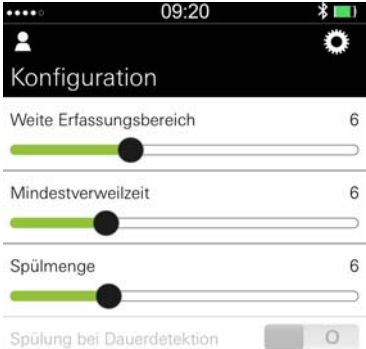 09:20
Konfiguration
Weite Erfassungsbereich 6
Mindestverweilzeit 6
Spülmenge 6
Spülung bei Dauerdetektion O